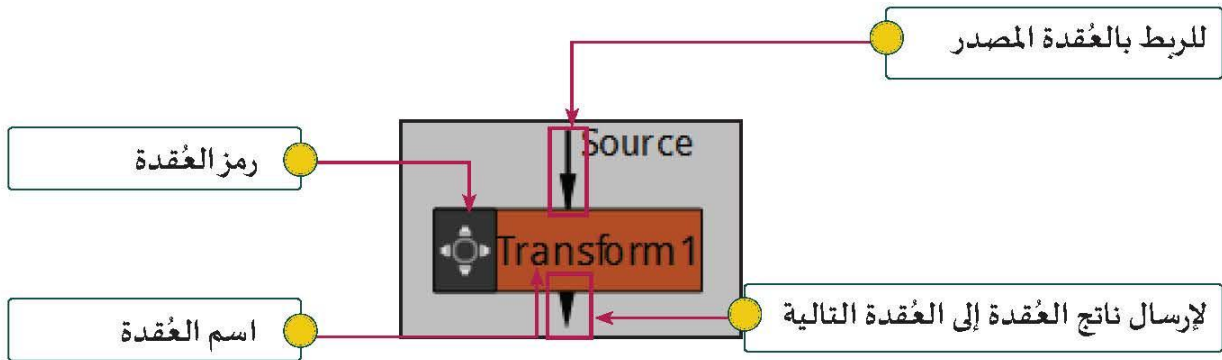 للربط بالعُقدة المصدر
Source
رمز العُقدة
Transform1
لإرسال ناتج العُقدة إلى العُقدة التالية
اسم العُقدة